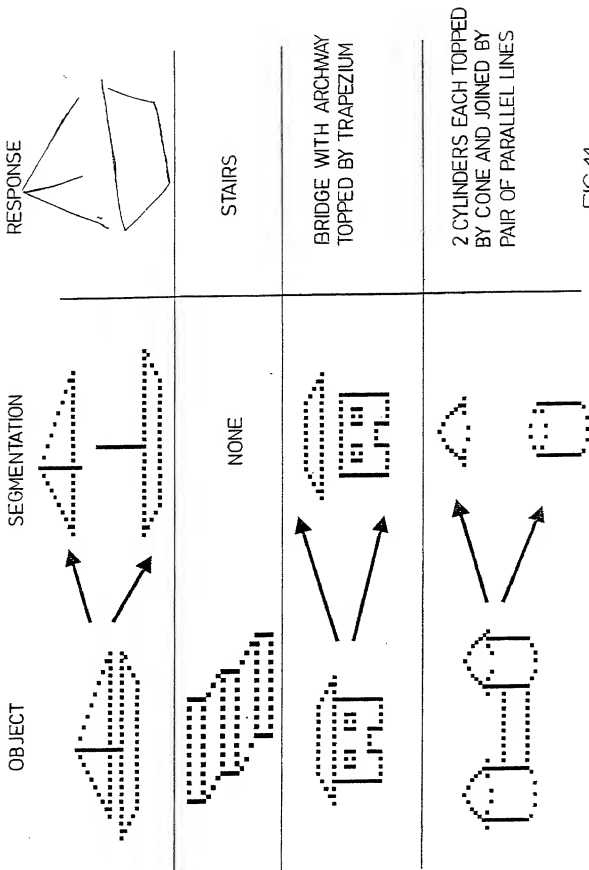 OBJECT
SEGMENTATION
RESPONSE
NONE
STAIRS
BRIDGE WITH ARCHWAY
TOPPED BY TRAPEZIUM
2 CYLINDERS EACH TOPPED
BY CONE AND JOINED BY
PAIR OF PARALLEL LINES